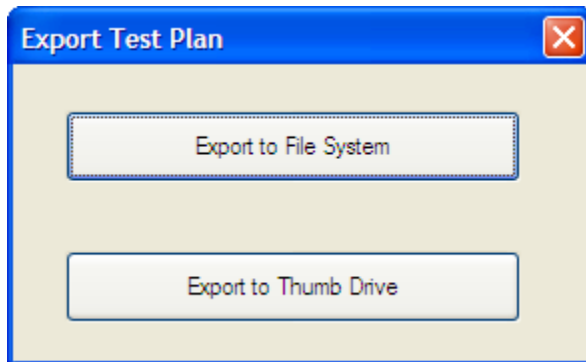 Export Test Plan
Export to File System
Export to Thumb Drive